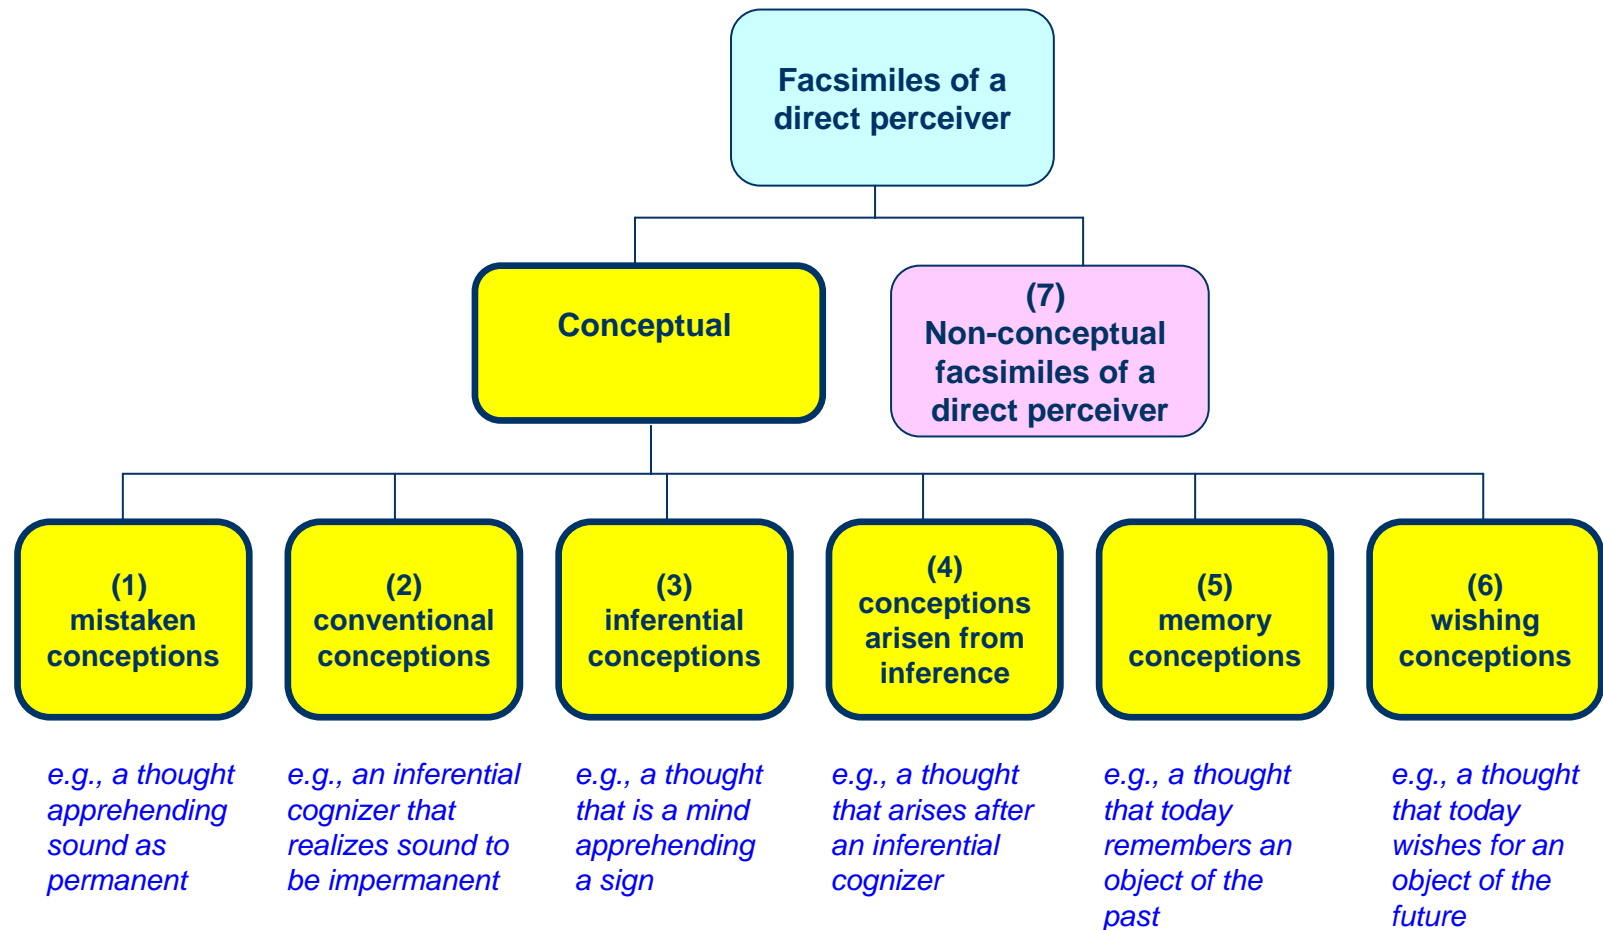 Facsimiles of a
direct perceiver
Conceptual
(7)
Non-conceptual
facsimiles of a
direct perceiver
(1)
mistaken
conceptions
(2)
conventional
conceptions
(3)
inferential
conceptions
(4)
conceptions
arisen from
inference
(5)
memory
conceptions
(6)
wishing
conceptions
e.g., a thought
apprehending
sound as
permanent
e.g., an inferential
cognizer that
realizes sound to
be impermanent
e.g., a thought
that is a mind
apprehending
a sign
e.g., a thought
that arises after
an inferential
cognizer
e.g., a thought
that today
remembers an
object of the
past
e.g., a thought
that today
wishes for an
object of the
future